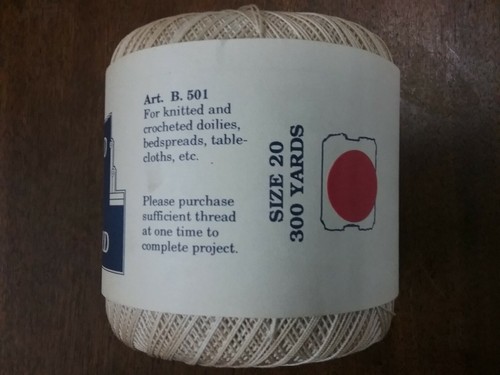 Art. B. 501
For knitted and
crocheted doilies,
bedspreads, table-
cloths, etc.
Please purchase
sufficient thread
at one time to
complete project.
SIZE 20
300 YARDS